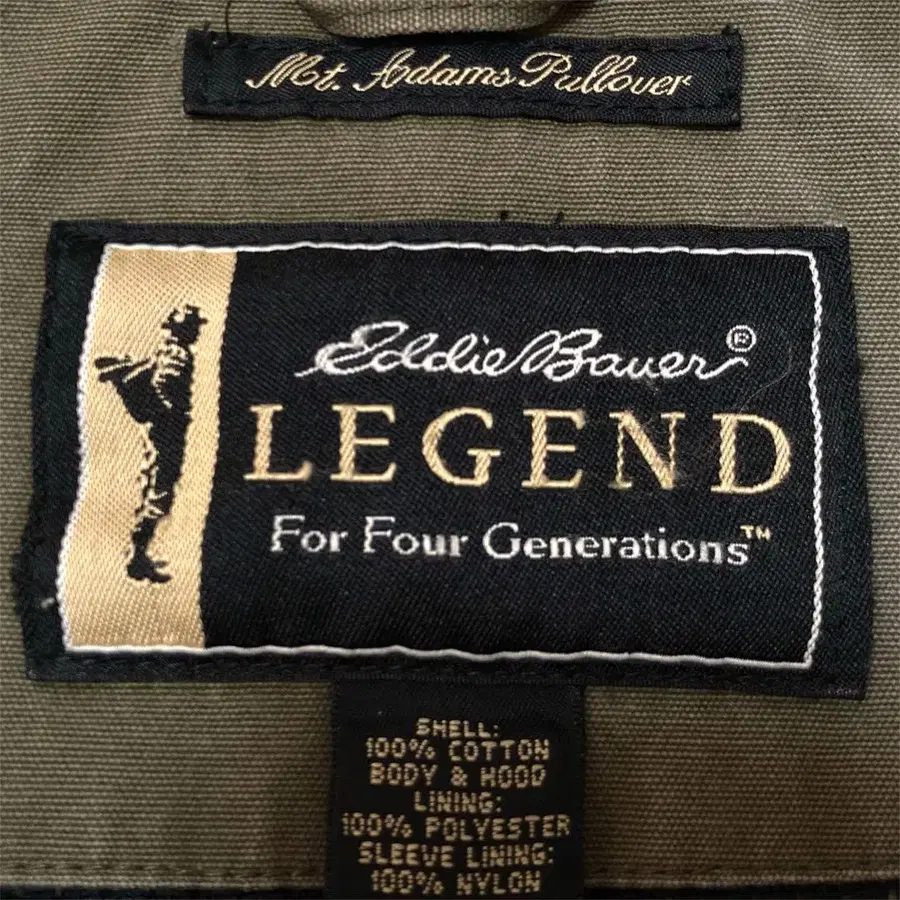 Mt. Adams Pullover
Eddie Bauer®
LEGEND
For Four Generations™
SHELL:
100% COTTON
BODY & HOOD
LINING:
100% POLYESTER
SLEEVE LINING:
100% NYLON